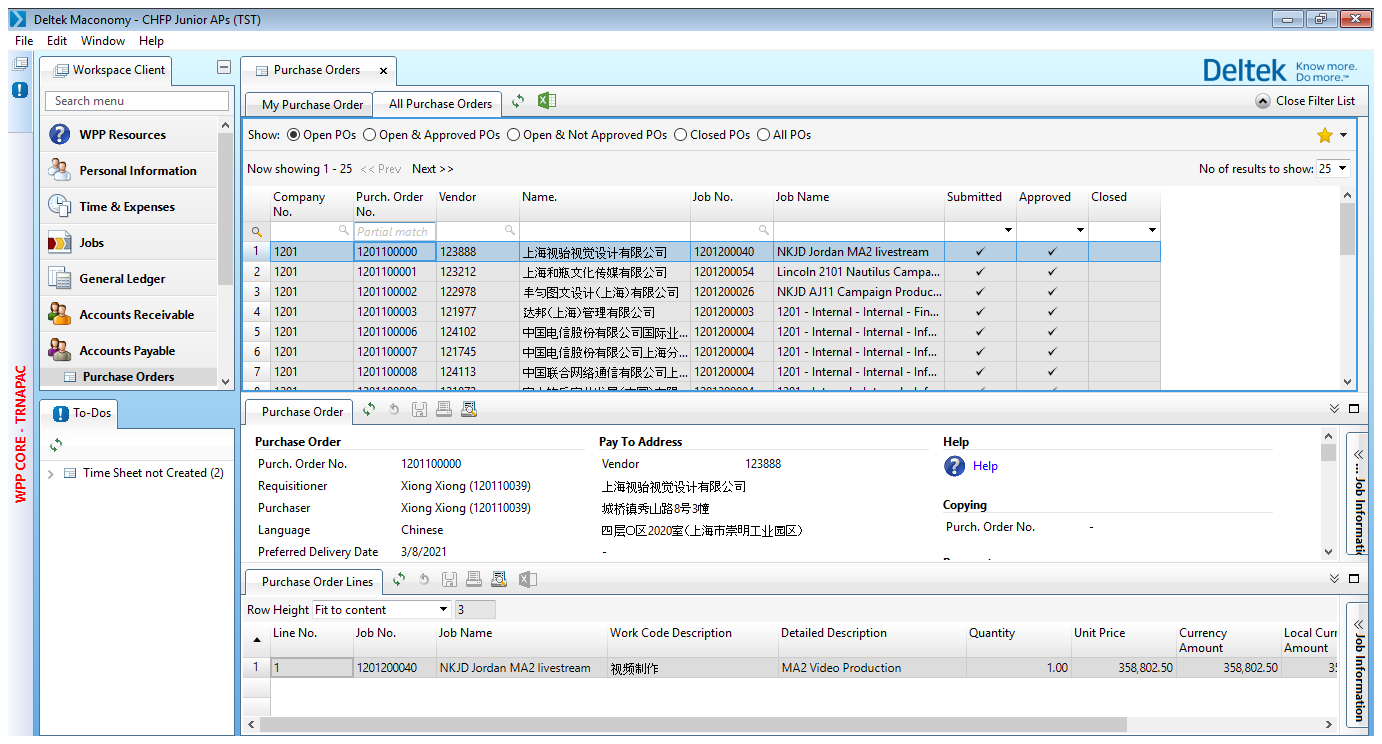 Deltek Maconomy - CHFP Junior APs (TST)
File Edit Window Help
Workspace Client
Search menu
WPP Resources
Personal Information
Time & Expenses
Jobs
General Ledger
Accounts Receivable
Accounts Payable
Purchase Orders
To-Dos
Time Sheet not Created (2)
WPP CORE - TRNAPAC
Purchase Orders x
Deltek Know more. Do more.™
My Purchase Order All Purchase Orders
Close Filter List
Show: Open POs Open & Approved POs Open & Not Approved POs Closed POs All POs
Now showing 1 - 25 << Prev Next >> No of results to show: 25
Company No. Purch. Order No. Vendor Name. Job No. Job Name Submitted Approved Closed
Partial match
1 1201 1201100000 123888 上海视骀视觉设计有限公司 1201200040 NKJD Jordan MA2 livestream ✓ ✓
2 1201 1201100001 123212 上海和瓶文化传媒有限公司 1201200054 Lincoln 2101 Nautilus Campa... ✓ ✓
3 1201 1201100002 122978 丰匀图文设计(上海)有限公司 1201200026 NKJD AJ11 Campaign Produc... ✓ ✓
4 1201 1201100003 121977 达邦(上海)管理有限公司 1201200003 1201 - Internal - Internal - Fin... ✓ ✓
5 1201 1201100006 124102 中国电信股份有限公司国际业... 1201200004 1201 - Internal - Internal - Inf... ✓ ✓
6 1201 1201100007 121745 中国电信股份有限公司上海分... 1201200004 1201 - Internal - Internal - Inf... ✓ ✓
7 1201 1201100008 124113 中国联合网络通信有限公司上... 1201200004 1201 - Internal - Internal - Inf... ✓ ✓
Purchase Order
Purchase Order Pay To Address Help
Purch. Order No. 1201100000 Vendor 123888 Help
Requisitioner Xiong Xiong (120110039) 上海视骀视觉设计有限公司
Purchaser Xiong Xiong (120110039) 城桥镇秀山路8号3幢 Copying
Language Chinese 四层O区2020室(上海市崇明工业园区) Purch. Order No. -
Preferred Delivery Date 3/8/2021 -
... Job Informati
Purchase Order Lines
Row Height Fit to content 3
Line No. Job No. Job Name Work Code Description Detailed Description Quantity Unit Price Currency Amount Local Curr Amount
1 1 1201200040 NKJD Jordan MA2 livestream 视频制作 MA2 Video Production 1.00 358,802.50 358,802.50
Job Information